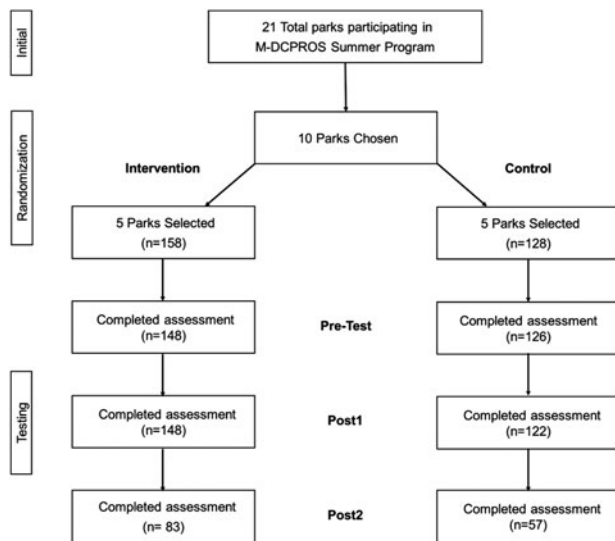 Initial
21 Total parks participating in
M-DCPROS Summer Program
Randomization
10 Parks Chosen
Intervention
Control
5 Parks Selected
(n=158)
5 Parks Selected
(n=128)
Completed assessment
(n=148)
Pre-Test
Completed assessment
(n=126)
Testing
Completed assessment
(n=148)
Post1
Completed assessment
(n=122)
Completed assessment
(n= 83)
Post2
Completed assessment
(n=57)